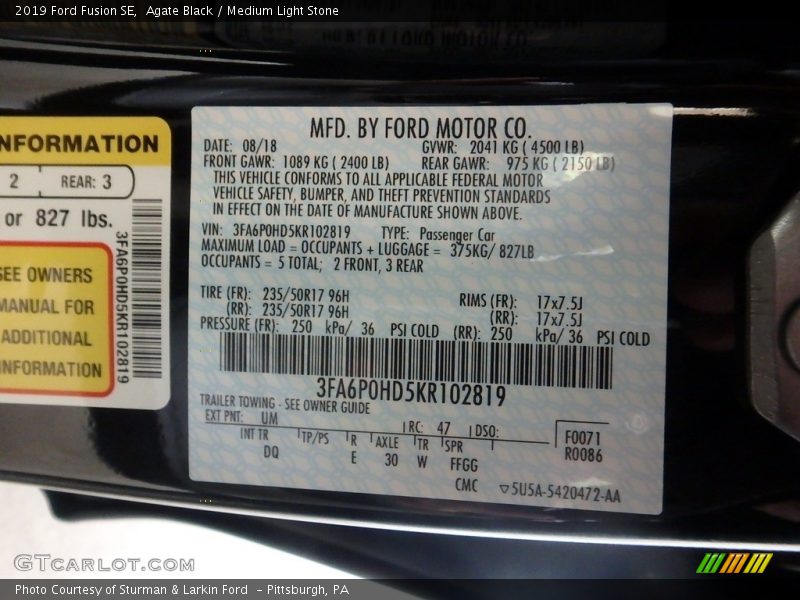 2019 Ford Fusion SE,  Agate Black / Medium Light Stone
NFORMATION
2 REAR: 3
or 827 lbs.
SEE OWNERS
MANUAL FOR
ADDITIONAL
INFORMATION
3FA6P0HD5KR102819
MFD. BY FORD MOTOR CO.
DATE: 08/18 GVWR: 2041 KG ( 4500 LB)
FRONT GAWR: 1089 KG ( 2400 LB) REAR GAWR: 975 KG ( 2150 LB)
THIS VEHICLE CONFORMS TO ALL APPLICABLE FEDERAL MOTOR
VEHICLE SAFETY, BUMPER, AND THEFT PREVENTION STANDARDS
IN EFFECT ON THE DATE OF MANUFACTURE SHOWN ABOVE.
VIN: 3FA6P0HD5KR102819 TYPE: Passenger Car
MAXIMUM LOAD = OCCUPANTS + LUGGAGE = 375KG/ 827LB
OCCUPANTS = 5 TOTAL; 2 FRONT, 3 REAR
TIRE (FR): 235/50R17 96H RIMS (FR): 17x7.5J
(RR): 235/50R17 96H (RR): 17x7.5J
PRESSURE (FR): 250 kPa/ 36 PSI COLD (RR): 250 kPa/ 36 PSI COLD
3FA6P0HD5KR102819
TRAILER TOWING - SEE OWNER GUIDE
EXT PNT: UM RC: 47 DSO: F0071
INT TR TP/PS R AXLE TR SPR R0086
DQ E 30 W FFGG
CMC ▽5U5A-5420472-AA
GTCARLOT.COM
Photo Courtesy of Sturman & Larkin Ford  - Pittsburgh, PA